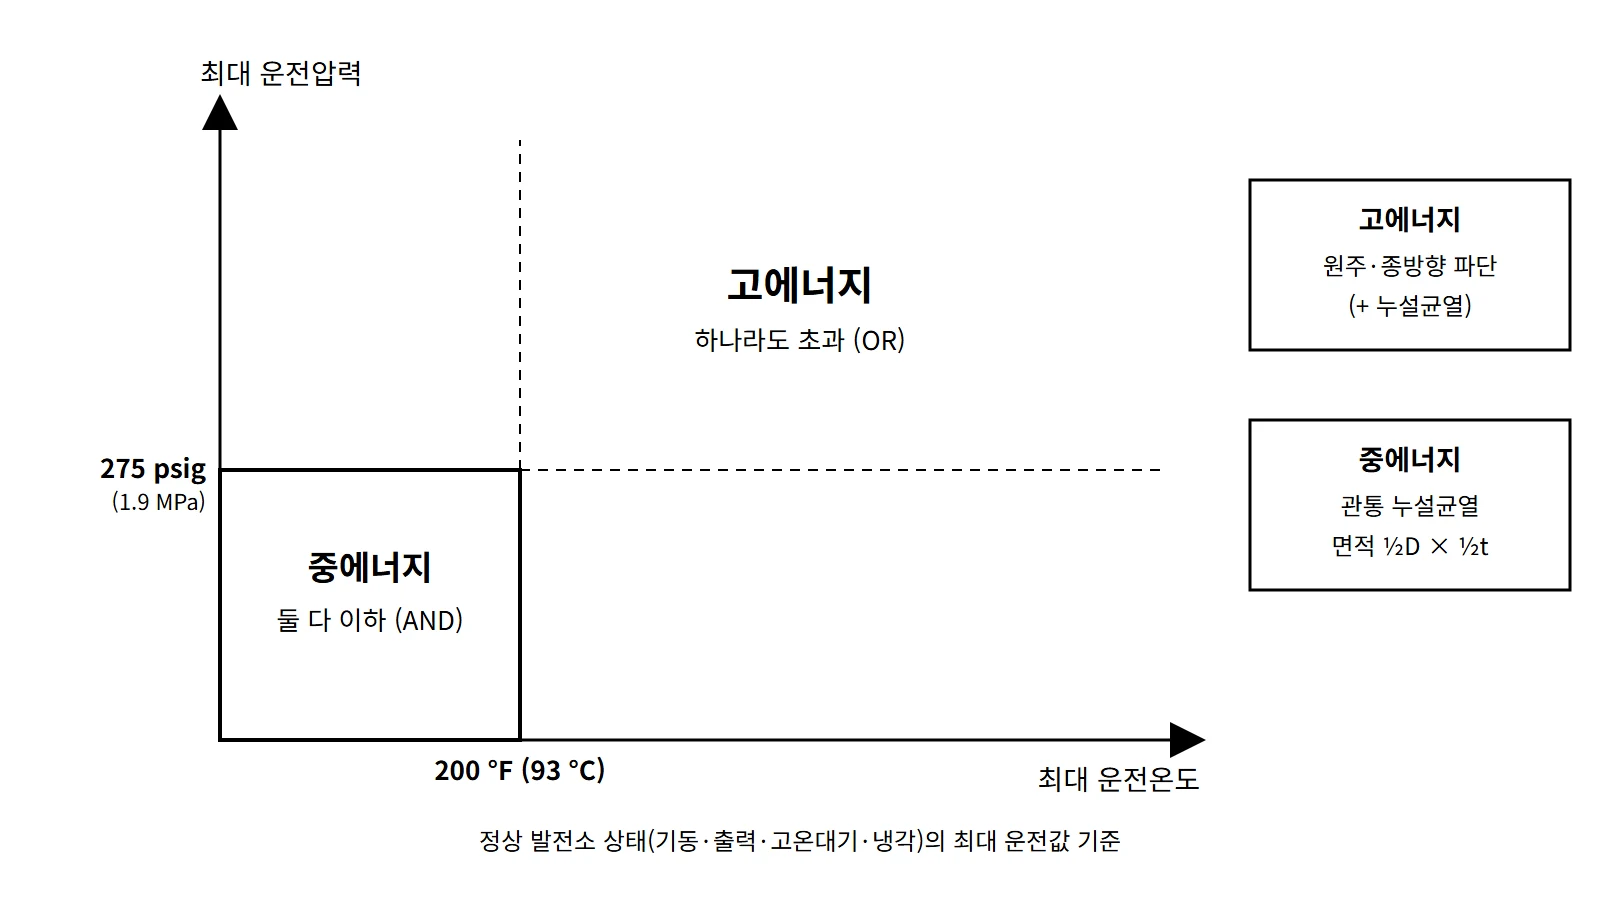 최대 운전압력
고에너지
하나라도 초과 (OR)
275 psig
(1.9 MPa)
중에너지
둘 다 이하 (AND)
200 °F (93 °C)
최대 운전온도
정상 발전소 상태(기동·출력·고온대기·냉각)의 최대 운전값 기준
고에너지
원주·종방향 파단
(+ 누설균열)
중에너지
관통 누설균열
면적 ½D × ½t